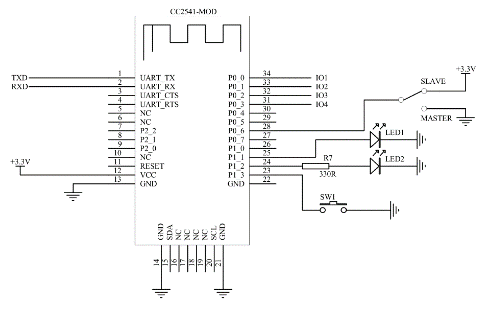 CC2541-MOD
TXD 1 UART_TX P0_0 34 IO1
RXD 2 UART_RX P0_1 33 IO2
3 UART_CTS P0_2 32 IO3
4 UART_RTS P0_3 31 IO4
5 NC P0_4 30
6 NC P0_5 29
7 P2_2 P0_6 28
8 P2_1 P0_7 27
9 P2_0 P1_0 26
10 NC P1_1 25
11 RESET P1_2 24
12 VCC P1_3 23
13 GND GND 22
+3.3V
+3.3V
SLAVE
MASTER
LED1
LED2
R7
330R
SW1
GND SDA NC NC NC NC SCL GND
14 15 16 17 18 19 20 21